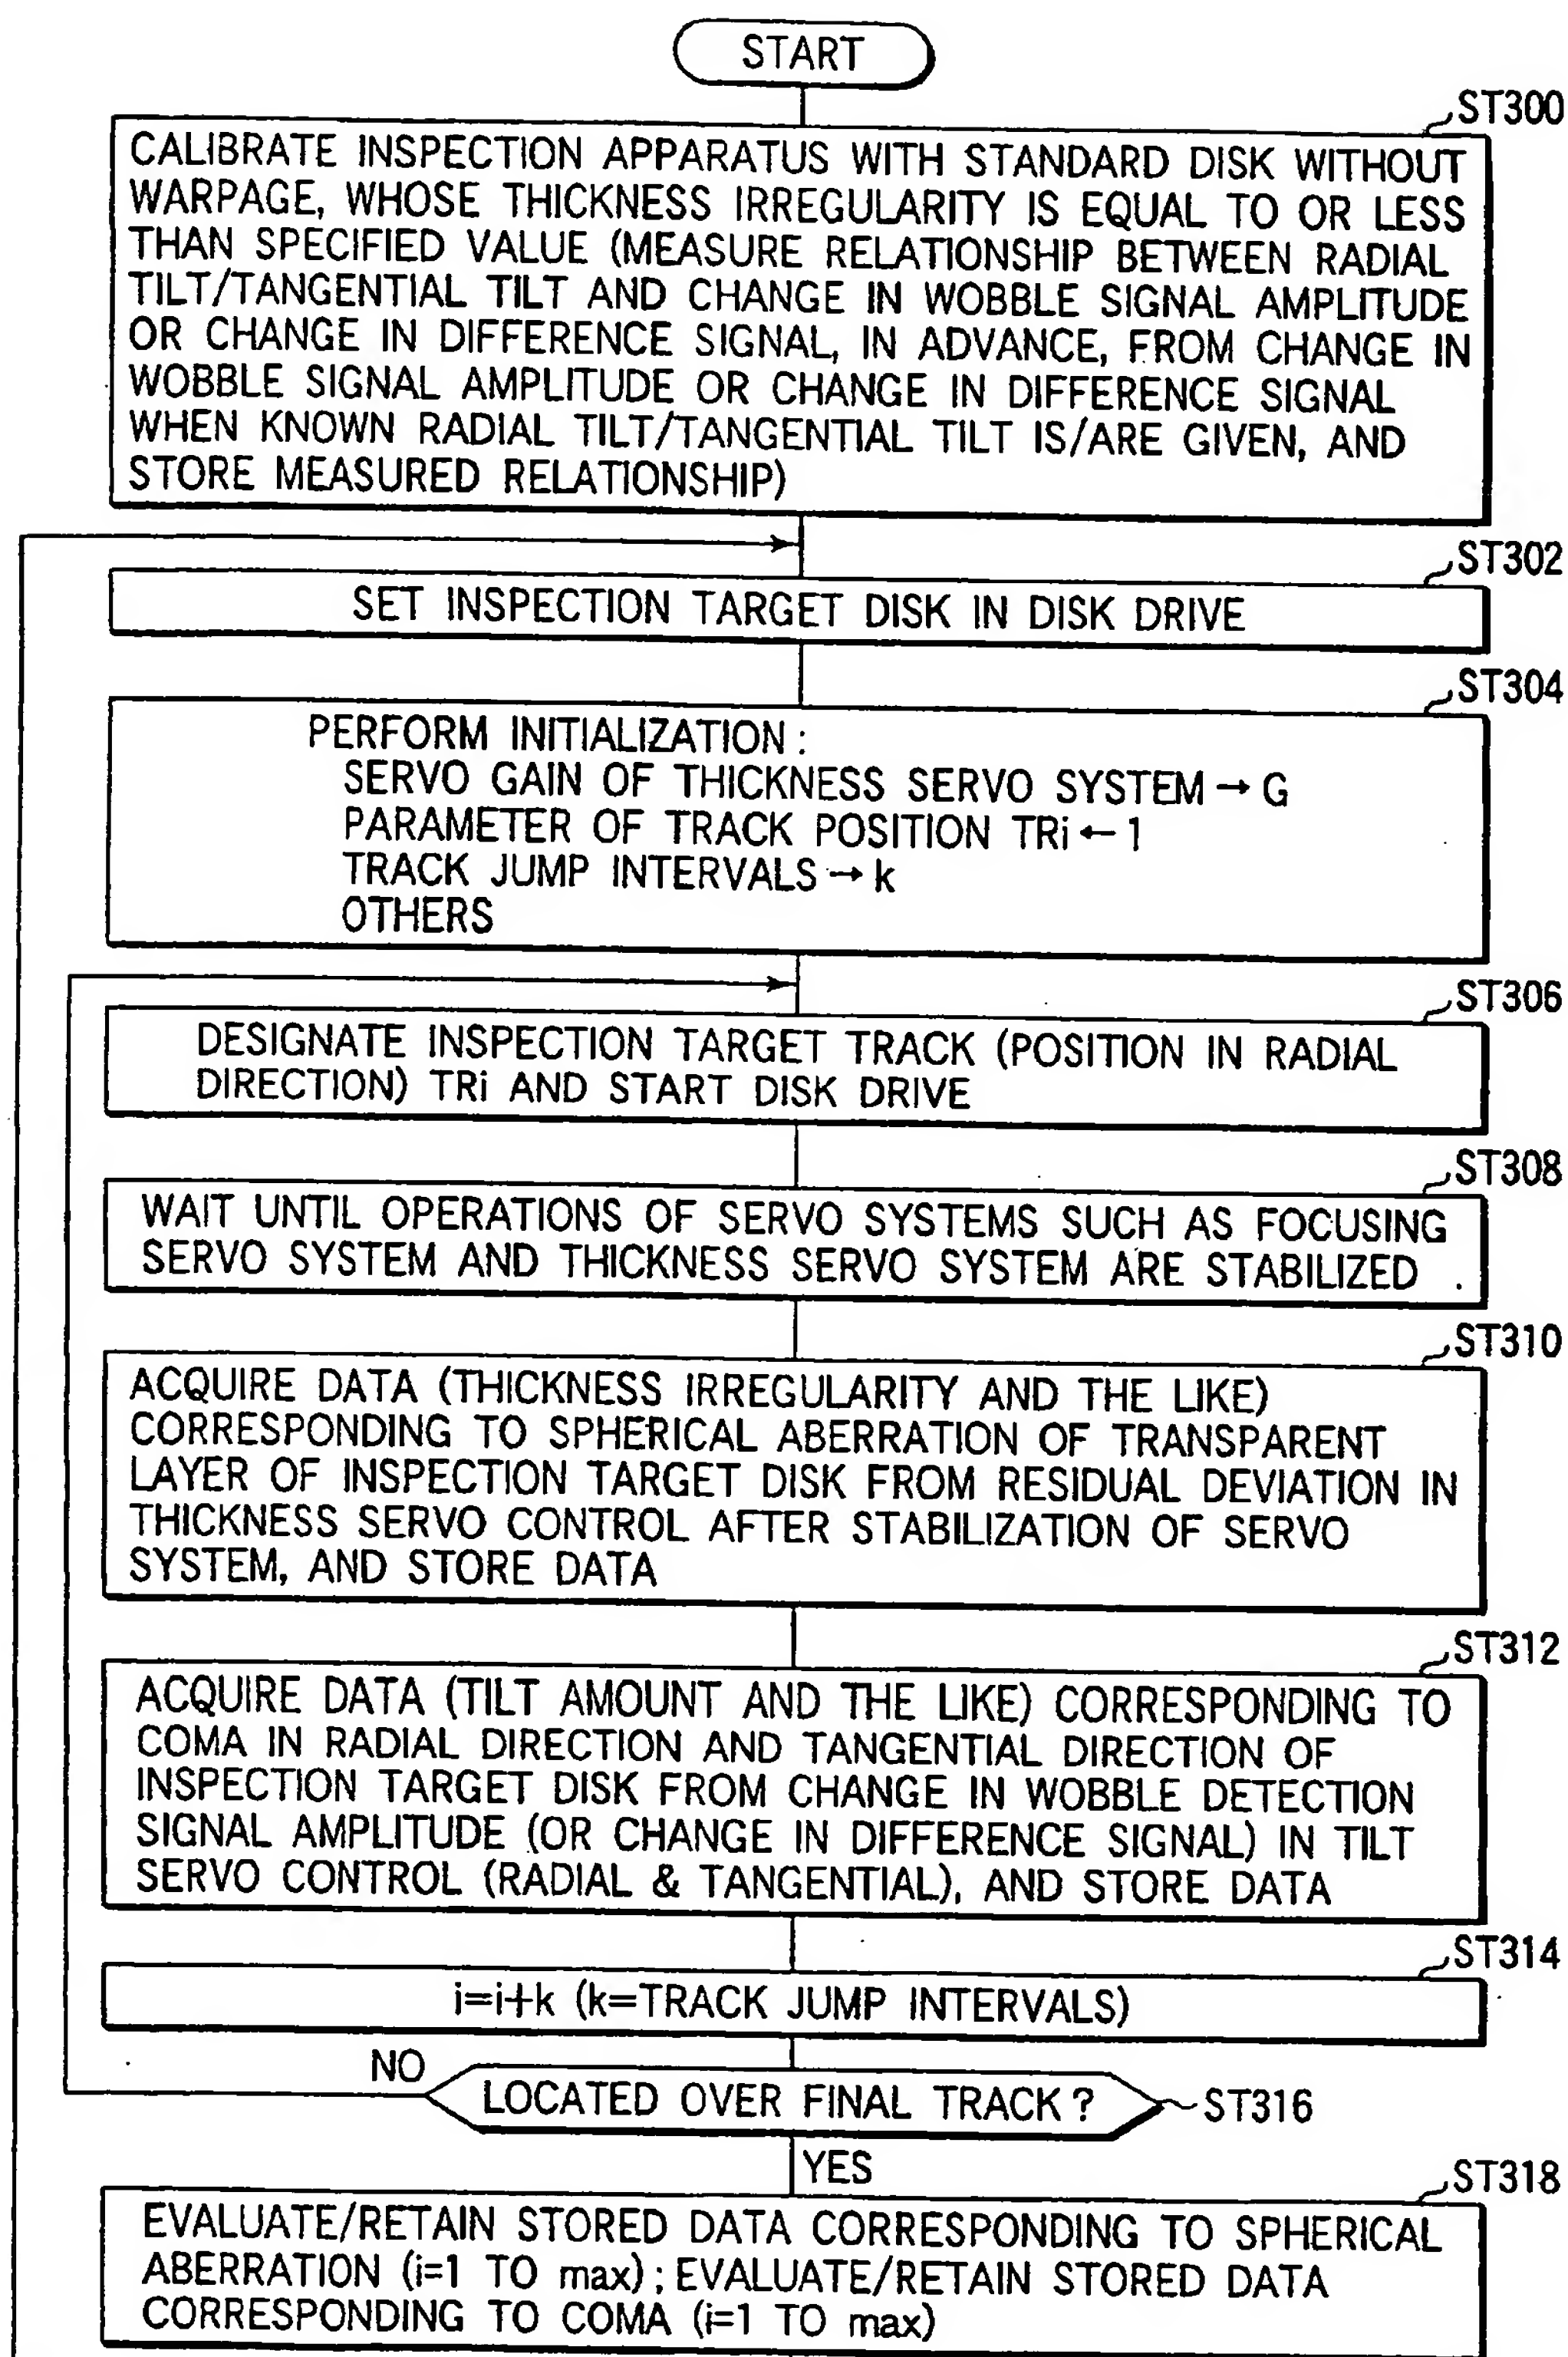 START
ST300
CALIBRATE INSPECTION APPARATUS WITH STANDARD DISK WITHOUT
WARPAGE, WHOSE THICKNESS IRREGULARITY IS EQUAL TO OR LESS
THAN SPECIFIED VALUE (MEASURE RELATIONSHIP BETWEEN RADIAL
TILT/TANGENTIAL TILT AND CHANGE IN WOBBLE SIGNAL AMPLITUDE
OR CHANGE IN DIFFERENCE SIGNAL, IN ADVANCE, FROM CHANGE IN
WOBBLE SIGNAL AMPLITUDE OR CHANGE IN DIFFERENCE SIGNAL
WHEN KNOWN RADIAL TILT/TANGENTIAL TILT IS/ARE GIVEN, AND
STORE MEASURED RELATIONSHIP)
ST302
SET INSPECTION TARGET DISK IN DISK DRIVE
ST304
PERFORM INITIALIZATION :
SERVO GAIN OF THICKNESS SERVO SYSTEM → G
PARAMETER OF TRACK POSITION TRi ← 1
TRACK JUMP INTERVALS → k
OTHERS
ST306
DESIGNATE INSPECTION TARGET TRACK (POSITION IN RADIAL
DIRECTION) TRi AND START DISK DRIVE
ST308
WAIT UNTIL OPERATIONS OF SERVO SYSTEMS SUCH AS FOCUSING
SERVO SYSTEM AND THICKNESS SERVO SYSTEM ARE STABILIZED
ST310
ACQUIRE DATA (THICKNESS IRREGULARITY AND THE LIKE)
CORRESPONDING TO SPHERICAL ABERRATION OF TRANSPARENT
LAYER OF INSPECTION TARGET DISK FROM RESIDUAL DEVIATION IN
THICKNESS SERVO CONTROL AFTER STABILIZATION OF SERVO
SYSTEM, AND STORE DATA
ST312
ACQUIRE DATA (TILT AMOUNT AND THE LIKE) CORRESPONDING TO
COMA IN RADIAL DIRECTION AND TANGENTIAL DIRECTION OF
INSPECTION TARGET DISK FROM CHANGE IN WOBBLE DETECTION
SIGNAL AMPLITUDE (OR CHANGE IN DIFFERENCE SIGNAL) IN TILT
SERVO CONTROL (RADIAL & TANGENTIAL), AND STORE DATA
ST314
i=i+k (k=TRACK JUMP INTERVALS)
NO
LOCATED OVER FINAL TRACK ?
ST316
YES
ST318
EVALUATE/RETAIN STORED DATA CORRESPONDING TO SPHERICAL
ABERRATION (i=1 TO max) ; EVALUATE/RETAIN STORED DATA
CORRESPONDING TO COMA (i=1 TO max)